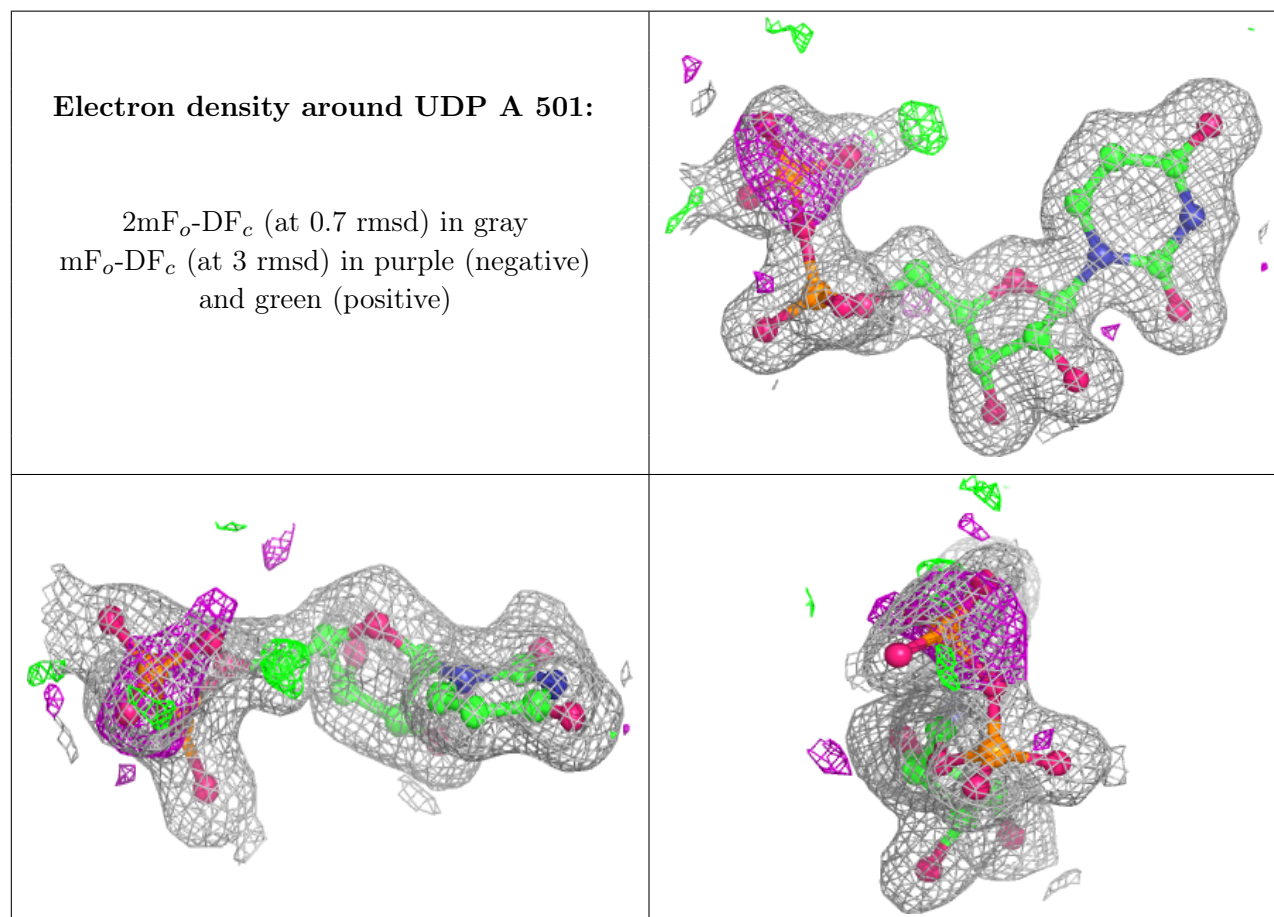 Electron density around UDP A 501:
2mFo-DFc (at 0.7 rmsd) in gray
mFo-DFc (at 3 rmsd) in purple (negative)
and green (positive)